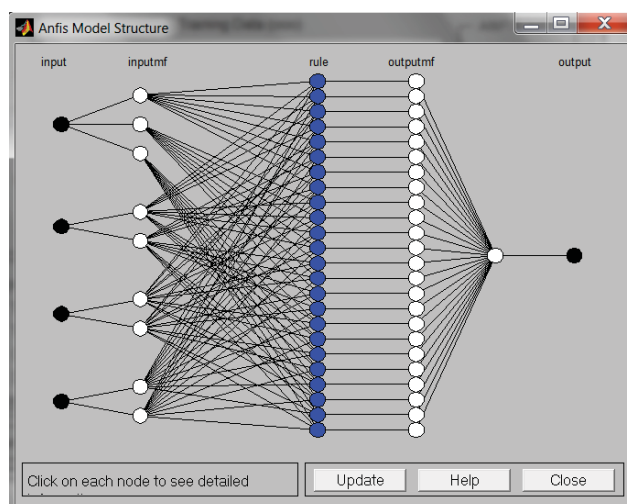 Anfis Model Structure
input inputmf rule outputmf output
Click on each node to see detailed
Update Help Close